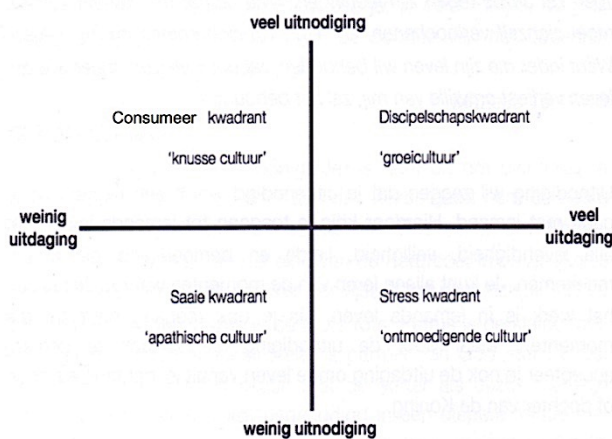 veel uitnodiging
Consumeer kwadrant
'knusse cultuur'
Discipelschapskwadrant
'groeicultuur'
weinig
uitdaging
veel
uitdaging
Saaie kwadrant
'apathische cultuur'
Stress kwadrant
'ontmoedigende cultuur'
weinig uitnodiging